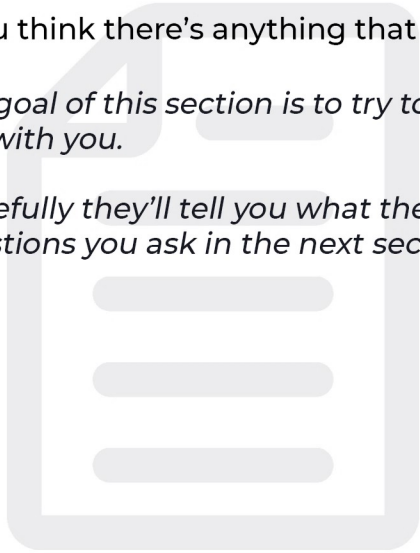 u think there’s anything that
goal of this section is to try to
with you.
efully they’ll tell you what the
stions you ask in the next sec